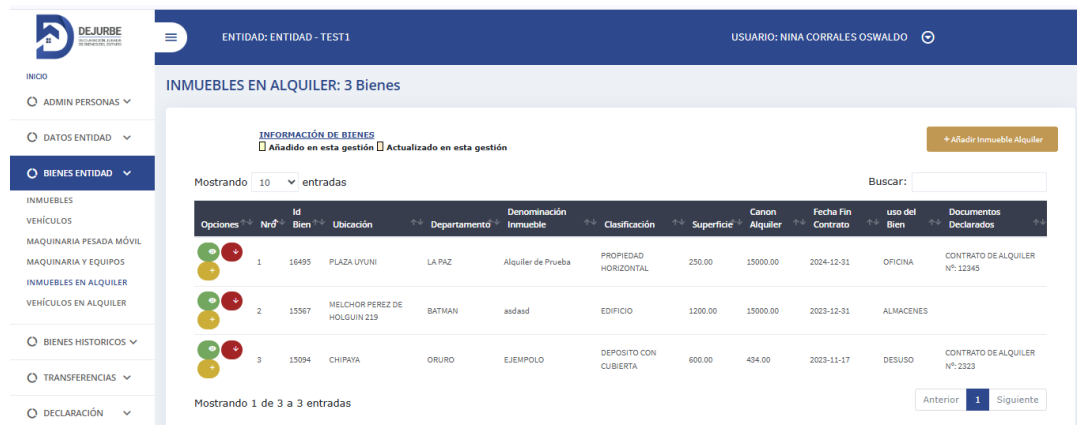 DEJURBE
ENTIDAD: ENTIDAD - TEST1
USUARIO: NINA CORRALES OSWALDO
INICIO
ADMIN PERSONAS
DATOS ENTIDAD
BIENES ENTIDAD
INMUEBLES
VEHÍCULOS
MAQUINARIA PESADA MÓVIL
MAQUINARIA Y EQUIPOS
INMUEBLES EN ALQUILER
VEHÍCULOS EN ALQUILER
BIENES HISTORICOS
TRANSFERENCIAS
DECLARACIÓN
INMUEBLES EN ALQUILER: 3 Bienes
INFORMACIÓN DE BIENES
Añadido en esta gestión Actualizado en esta gestión
+ Añadir Inmueble Alquiler
Mostrando 10 entradas
Buscar:
Opciones Nro Id Bien Ubicación Departamento Denominación Inmueble Clasificación Superficie Canon Alquiler Fecha Fin Contrato uso del Bien Documentos Declarados
1 16495 PLAZA UYUNI LA PAZ Alquiler de Prueba PROPIEDAD HORIZONTAL 250.00 15000.00 2024-12-31 OFICINA CONTRATO DE ALQUILER Nº: 12345
2 15567 MELCHOR PEREZ DE HOLGUIN 219 BATMAN asdasd EDIFICIO 1200.00 15000.00 2023-12-31 ALMACENES
3 15094 CHIPAYA ORURO EJEMPOLO DEPOSITO CON CUBIERTA 600.00 434.00 2023-11-17 DESUSO CONTRATO DE ALQUILER Nº: 2323
Mostrando 1 de 3 a 3 entradas
Anterior 1 Siguiente